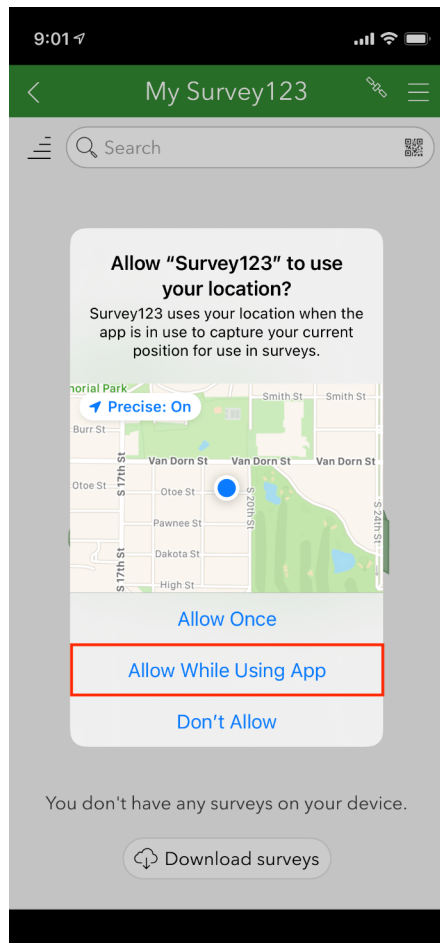 9:01
My Survey123
Search
Allow “Survey123” to use
your location?
Survey123 uses your location when the
app is in use to capture your current
position for use in surveys.
norial Park
Precise: On
Smith St
Smith St
Burr St
S 17th St
Van Dorn St
Van Dorn St
Van Dorn St
Otoe St
Otoe St
S 20th St
S 24th St
Pawnee St
Dakota St
S 17th St
High St
Allow Once
Allow While Using App
Don’t Allow
You don't have any surveys on your device.
Download surveys